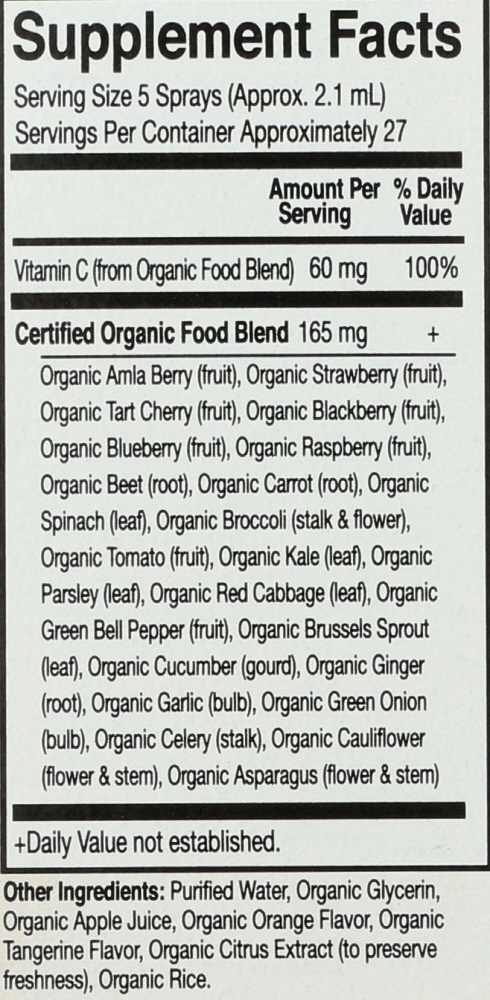 Supplement Facts
Serving Size 5 Sprays (Approx. 2.1 mL)
Servings Per Container Approximately 27
Amount Per % Daily
Serving Value
Vitamin C (from Organic Food Blend) 60 mg 100%
Certified Organic Food Blend 165 mg +
Organic Amla Berry (fruit), Organic Strawberry (fruit),
Organic Tart Cherry (fruit), Organic Blackberry (fruit),
Organic Blueberry (fruit), Organic Raspberry (fruit),
Organic Beet (root), Organic Carrot (root), Organic
Spinach (leaf), Organic Broccoli (stalk & flower),
Organic Tomato (fruit), Organic Kale (leaf), Organic
Parsley (leaf), Organic Red Cabbage (leaf), Organic
Green Bell Pepper (fruit), Organic Brussels Sprout
(leaf), Organic Cucumber (gourd), Organic Ginger
(root), Organic Garlic (bulb), Organic Green Onion
(bulb), Organic Celery (stalk), Organic Cauliflower
(flower & stem), Organic Asparagus (flower & stem)
+Daily Value not established.
Other Ingredients: Purified Water, Organic Glycerin,
Organic Apple Juice, Organic Orange Flavor, Organic
Tangerine Flavor, Organic Citrus Extract (to preserve
freshness), Organic Rice.